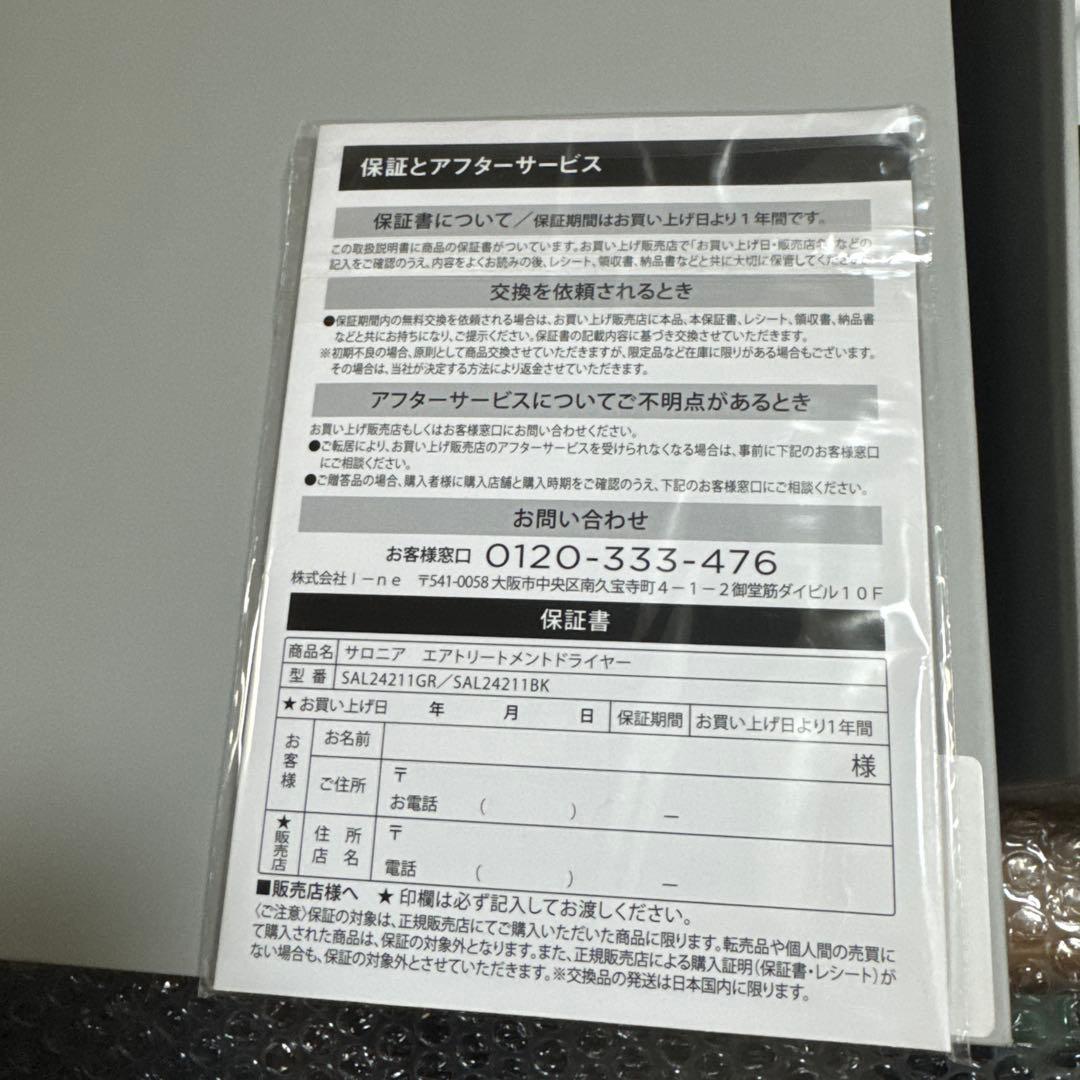 保証とアフターサービス
保証書について／保証期間はお買い上げ日より１年間です。
この取扱説明書に商品の保証書がついています。お買い上げ販売店で「お買い上げ日・販売店名」などの
記入をご確認のうえ、内容をよくお読みの後、レシート、領収書、納品書などと共に大切に保管してください。
交換を依頼されるとき
●保証期間内の無料交換を依頼される場合は、お買い上げ販売店に本品、本保証書、レシート、領収書、納品書
などと共にお持ちになり、ご提示ください。保証書の記載内容に基づき交換させていただきます。
※初期不良の場合、原則として商品交換させていただきますが、限定品など在庫に限りがある場合もございます。
その場合は、当社が決定する方法により返金させていただきます。
アフターサービスについてご不明点があるとき
お買い上げ販売店もしくはお客様窓口にお問い合わせください。
●ご転居により、お買い上げ販売店のアフターサービスを受けられなくなる場合は、事前に下記のお客様窓口
にご相談ください。
●ご贈答品の場合、購入者様に購入店舗と購入時期をご確認のうえ、下記のお客様窓口にご相談ください。
お問い合わせ
お客様窓口 0120-333-476
株式会社Ｉ－ｎｅ 〒541-0058 大阪市中央区南久宝寺町４－１－２御堂筋ダイビル１０Ｆ
保証書
商品名 サロニア エアトリートメントドライヤー
型番 SAL24211GR／SAL24211BK
★お買い上げ日 年 月 日 保証期間 お買い上げ日より1年間
お客様 お名前 様
ご住所 〒
お電話 （ ） ー
★販売店 住所 店名 〒
電話 （ ） ー
■販売店様へ ★印欄は必ず記入してお渡しください。
〈ご注意〉保証の対象は、正規販売店にてご購入いただいた商品に限ります。転売品や個人間の売買に
て購入された商品は、保証の対象外となります。また、正規販売店による購入証明（保証書・レシート）が
ない場合も、保証の対象外とさせていただきます。※交換品の発送は日本国内に限ります。